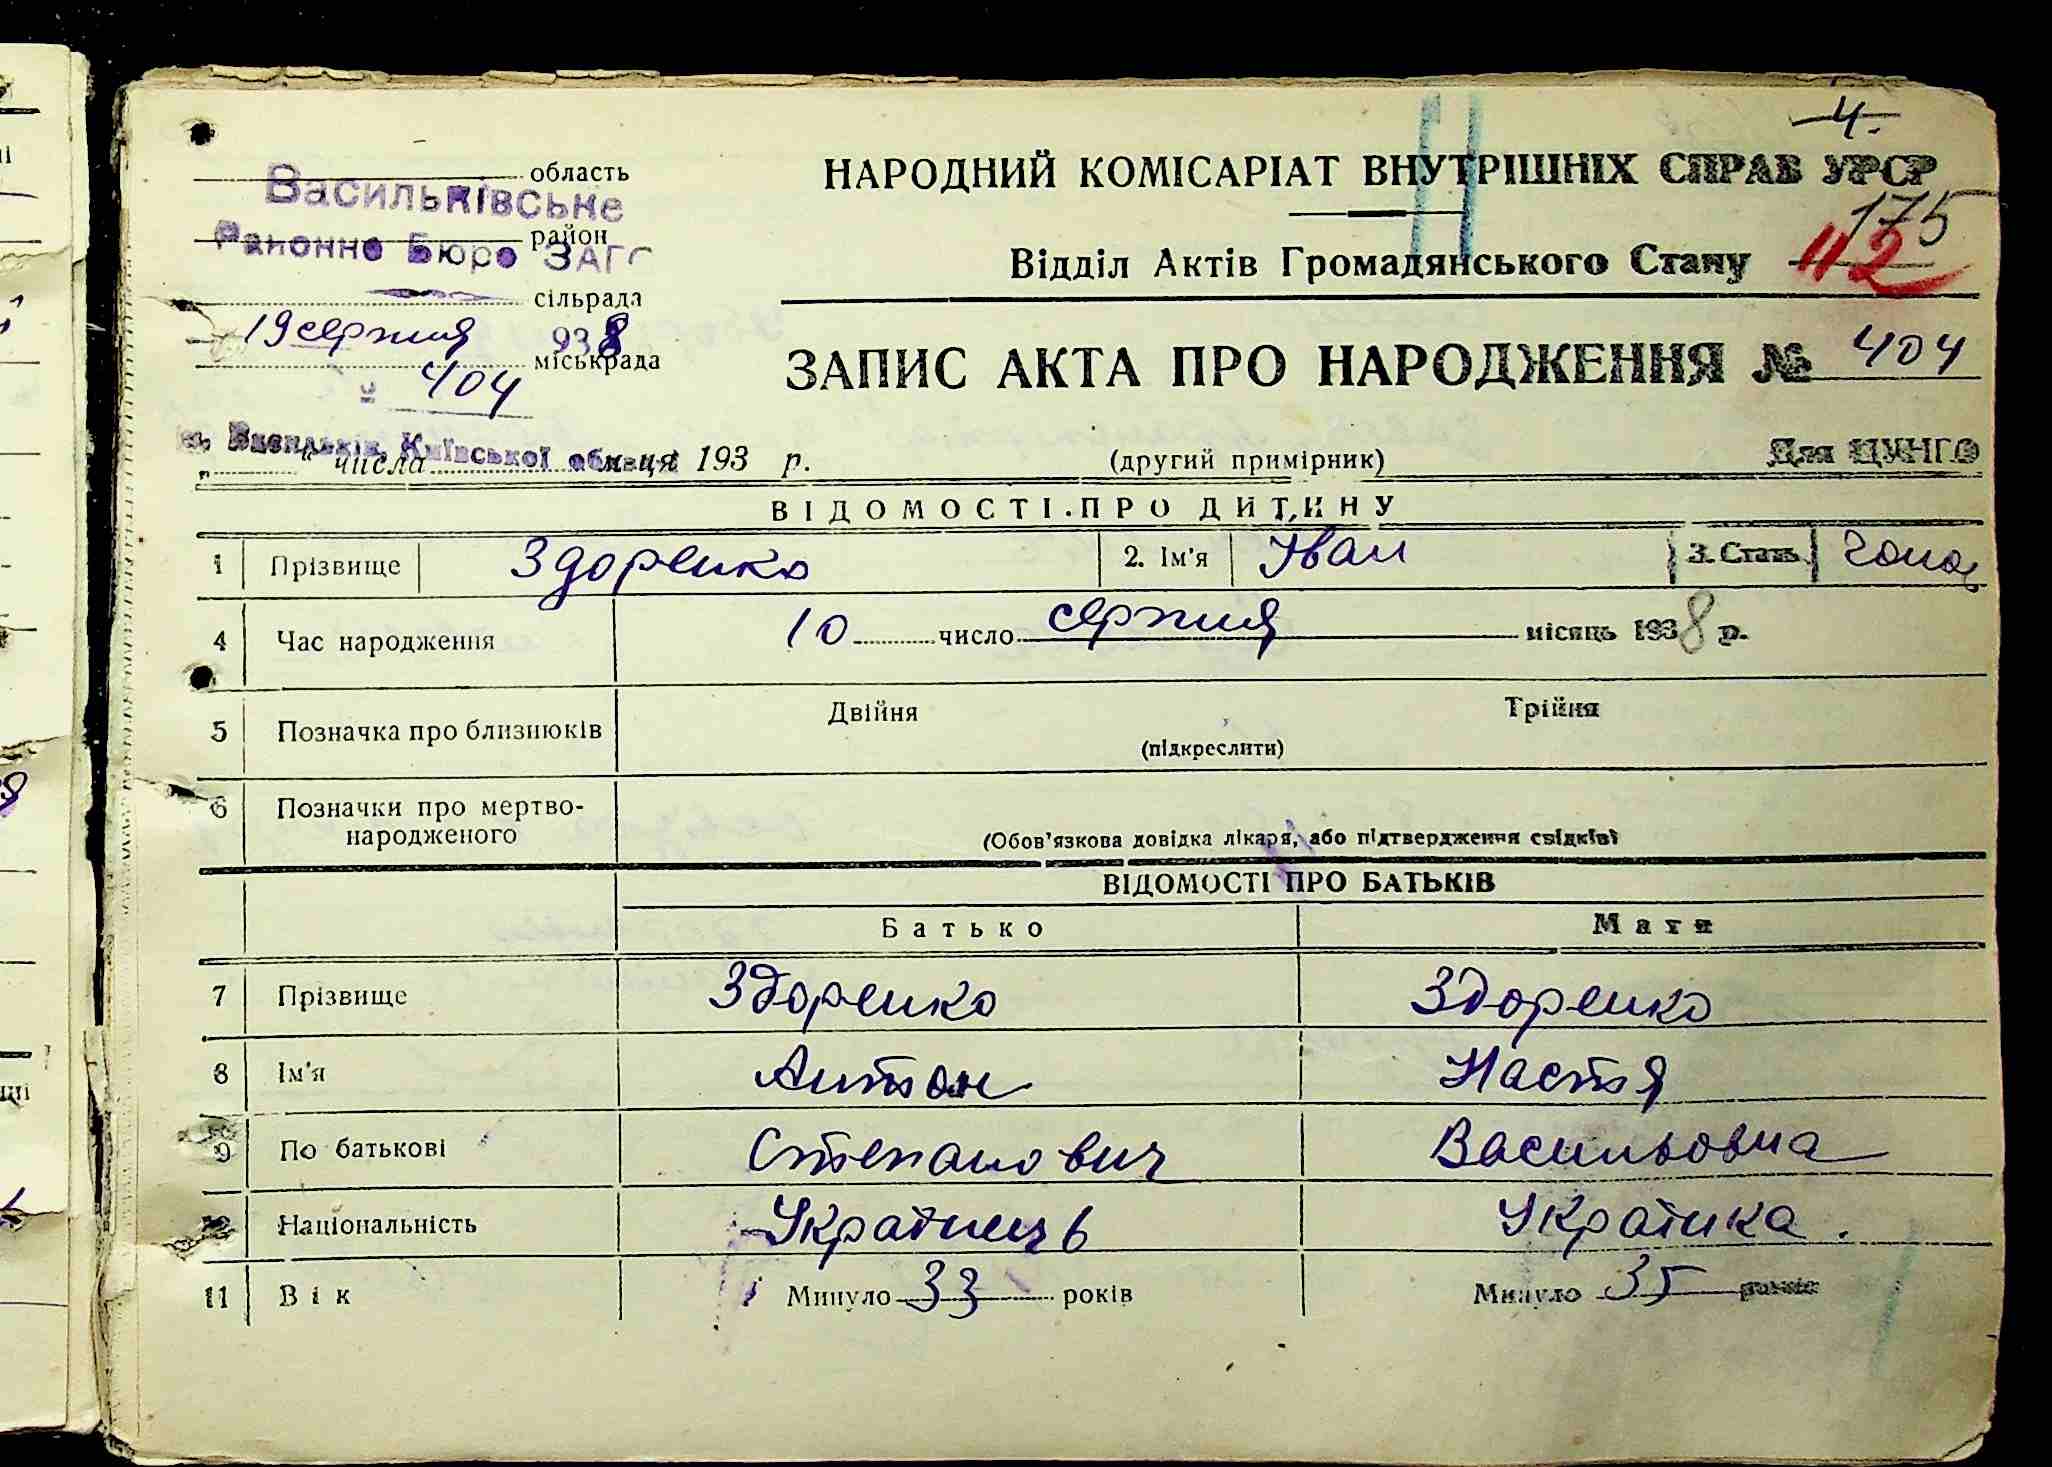 4.
область
Васильківське
НАРОДНИЙ КОМІСАРІАТ ВНУТРІШНІХ СПРАВ УРСР
район
Районне Бюро ЗАГС
175
112
Відділ Актів Громадянського Стану
сільрада
19 серпня 938
міськрада
№ 404
ЗАПИС АКТА ПРО НАРОДЖЕННЯ № 404
м. Васильків, Київської області
„ “ числа м-ця 193 р.
(другий примірник)
Для ЦУНГО
ВІДОМОСТІ ПРО ДИТИНУ
1 Прізвище Здоренко 2. Ім'я Іван 3. Стать чолов
4 Час народження 10 число серпня місяць 1938 р.
5 Позначка про близнюків Двійня Трійня
(підкреслити)
6 Позначки про мертво-
народженого
(Обов'язкова довідка лікаря, або підтвердження свідків)
ВІДОМОСТІ ПРО БАТЬКІВ
Батько Мати
7 Прізвище Здоренко Здоренко
8 Ім'я Антон Настя
9 По батькові Степанович Васильовна
10 Національність Українець Українка.
11 Вік Минуло 33 років Минуло 35 років